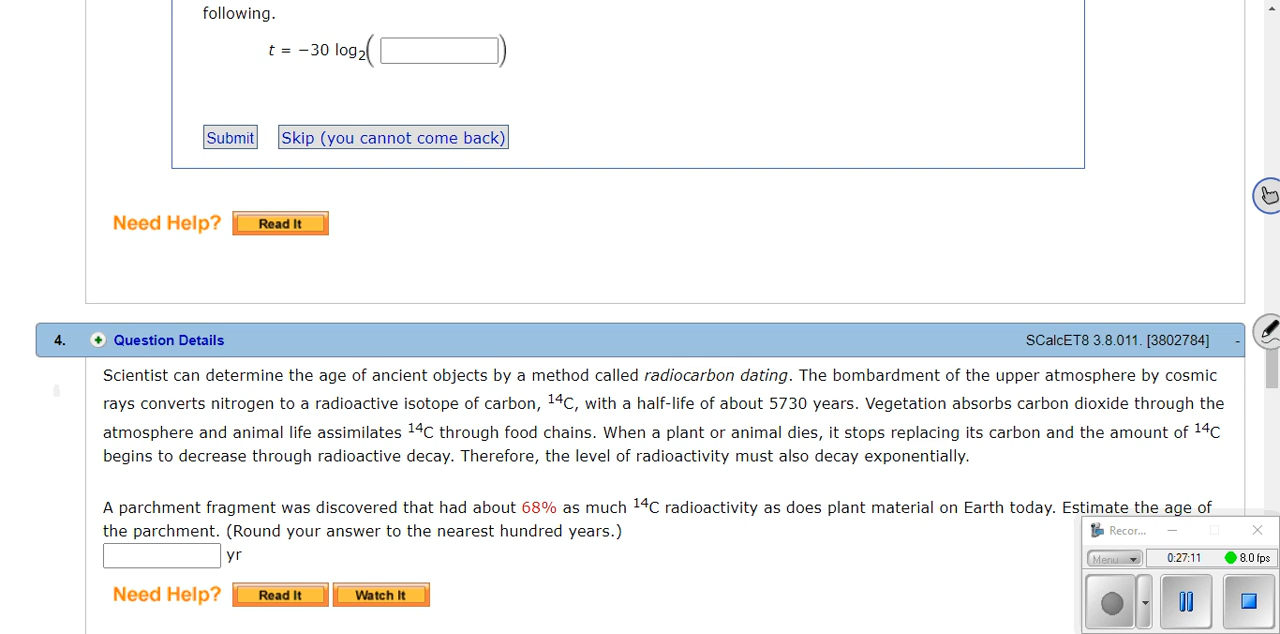 following.
t = −30 log₂( )
Submit Skip (you cannot come back)
Need Help? Read It
4. + Question Details SCalcET8 3.8.011. [3802784] -
Scientist can determine the age of ancient objects by a method called radiocarbon dating. The bombardment of the upper atmosphere by cosmic
rays converts nitrogen to a radioactive isotope of carbon, ¹⁴C, with a half-life of about 5730 years. Vegetation absorbs carbon dioxide through the
atmosphere and animal life assimilates ¹⁴C through food chains. When a plant or animal dies, it stops replacing its carbon and the amount of ¹⁴C
begins to decrease through radioactive decay. Therefore, the level of radioactivity must also decay exponentially.
A parchment fragment was discovered that had about 68% as much ¹⁴C radioactivity as does plant material on Earth today. Estimate the age of
the parchment. (Round your answer to the nearest hundred years.)
yr
Need Help? Read It Watch It
Recor...
Menu 0:27:11 8.0 fps